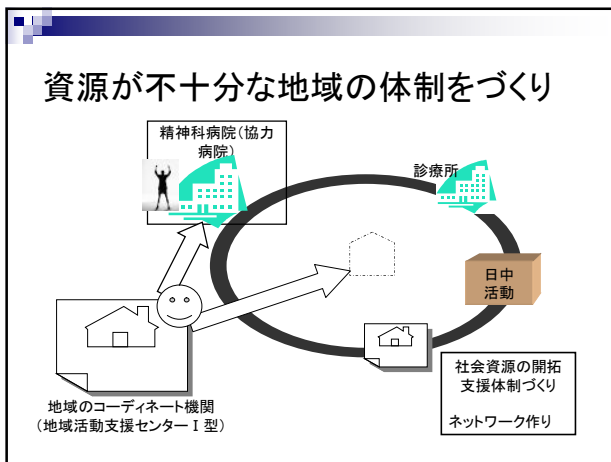 資源が不十分な地域の体制をづくり
精神科病院（協力
病院）
診療所
日中
活動
社会資源の開拓
支援体制づくり
ネットワーク作り
地域のコーディネート機関
（地域活動支援センターⅠ型）